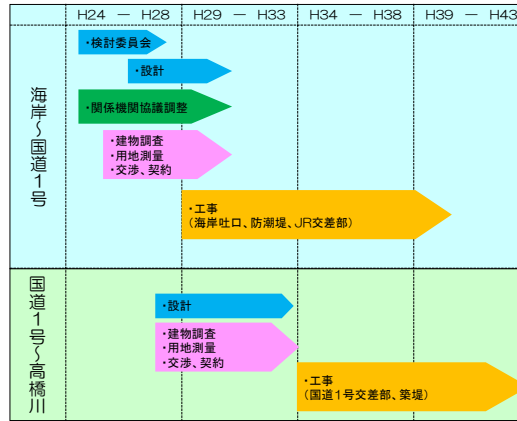 H24 － H28 H29 － H33 H34 － H38 H39 － H43
海岸～国道1号
・検討委員会
・設計
・関係機関協議調整
・建物調査
・用地測量
・交渉、契約
・工事
（海岸吐口、防潮堤、JR交差部）
国道1号～高橋川
・設計
・建物調査
・用地測量
・交渉、契約
・工事
（国道1号交差部、築堤）